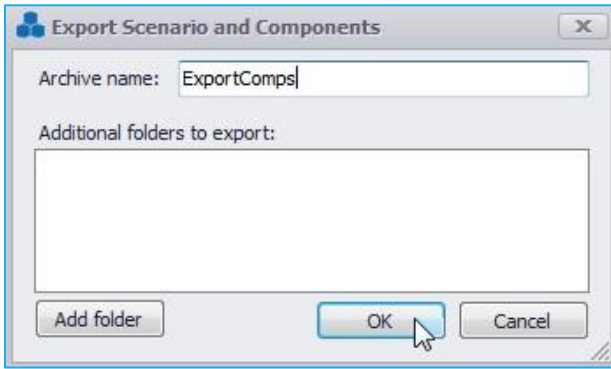 Export Scenario and Components
Archive name: ExportComps
Additional folders to export:
Add folder OK Cancel